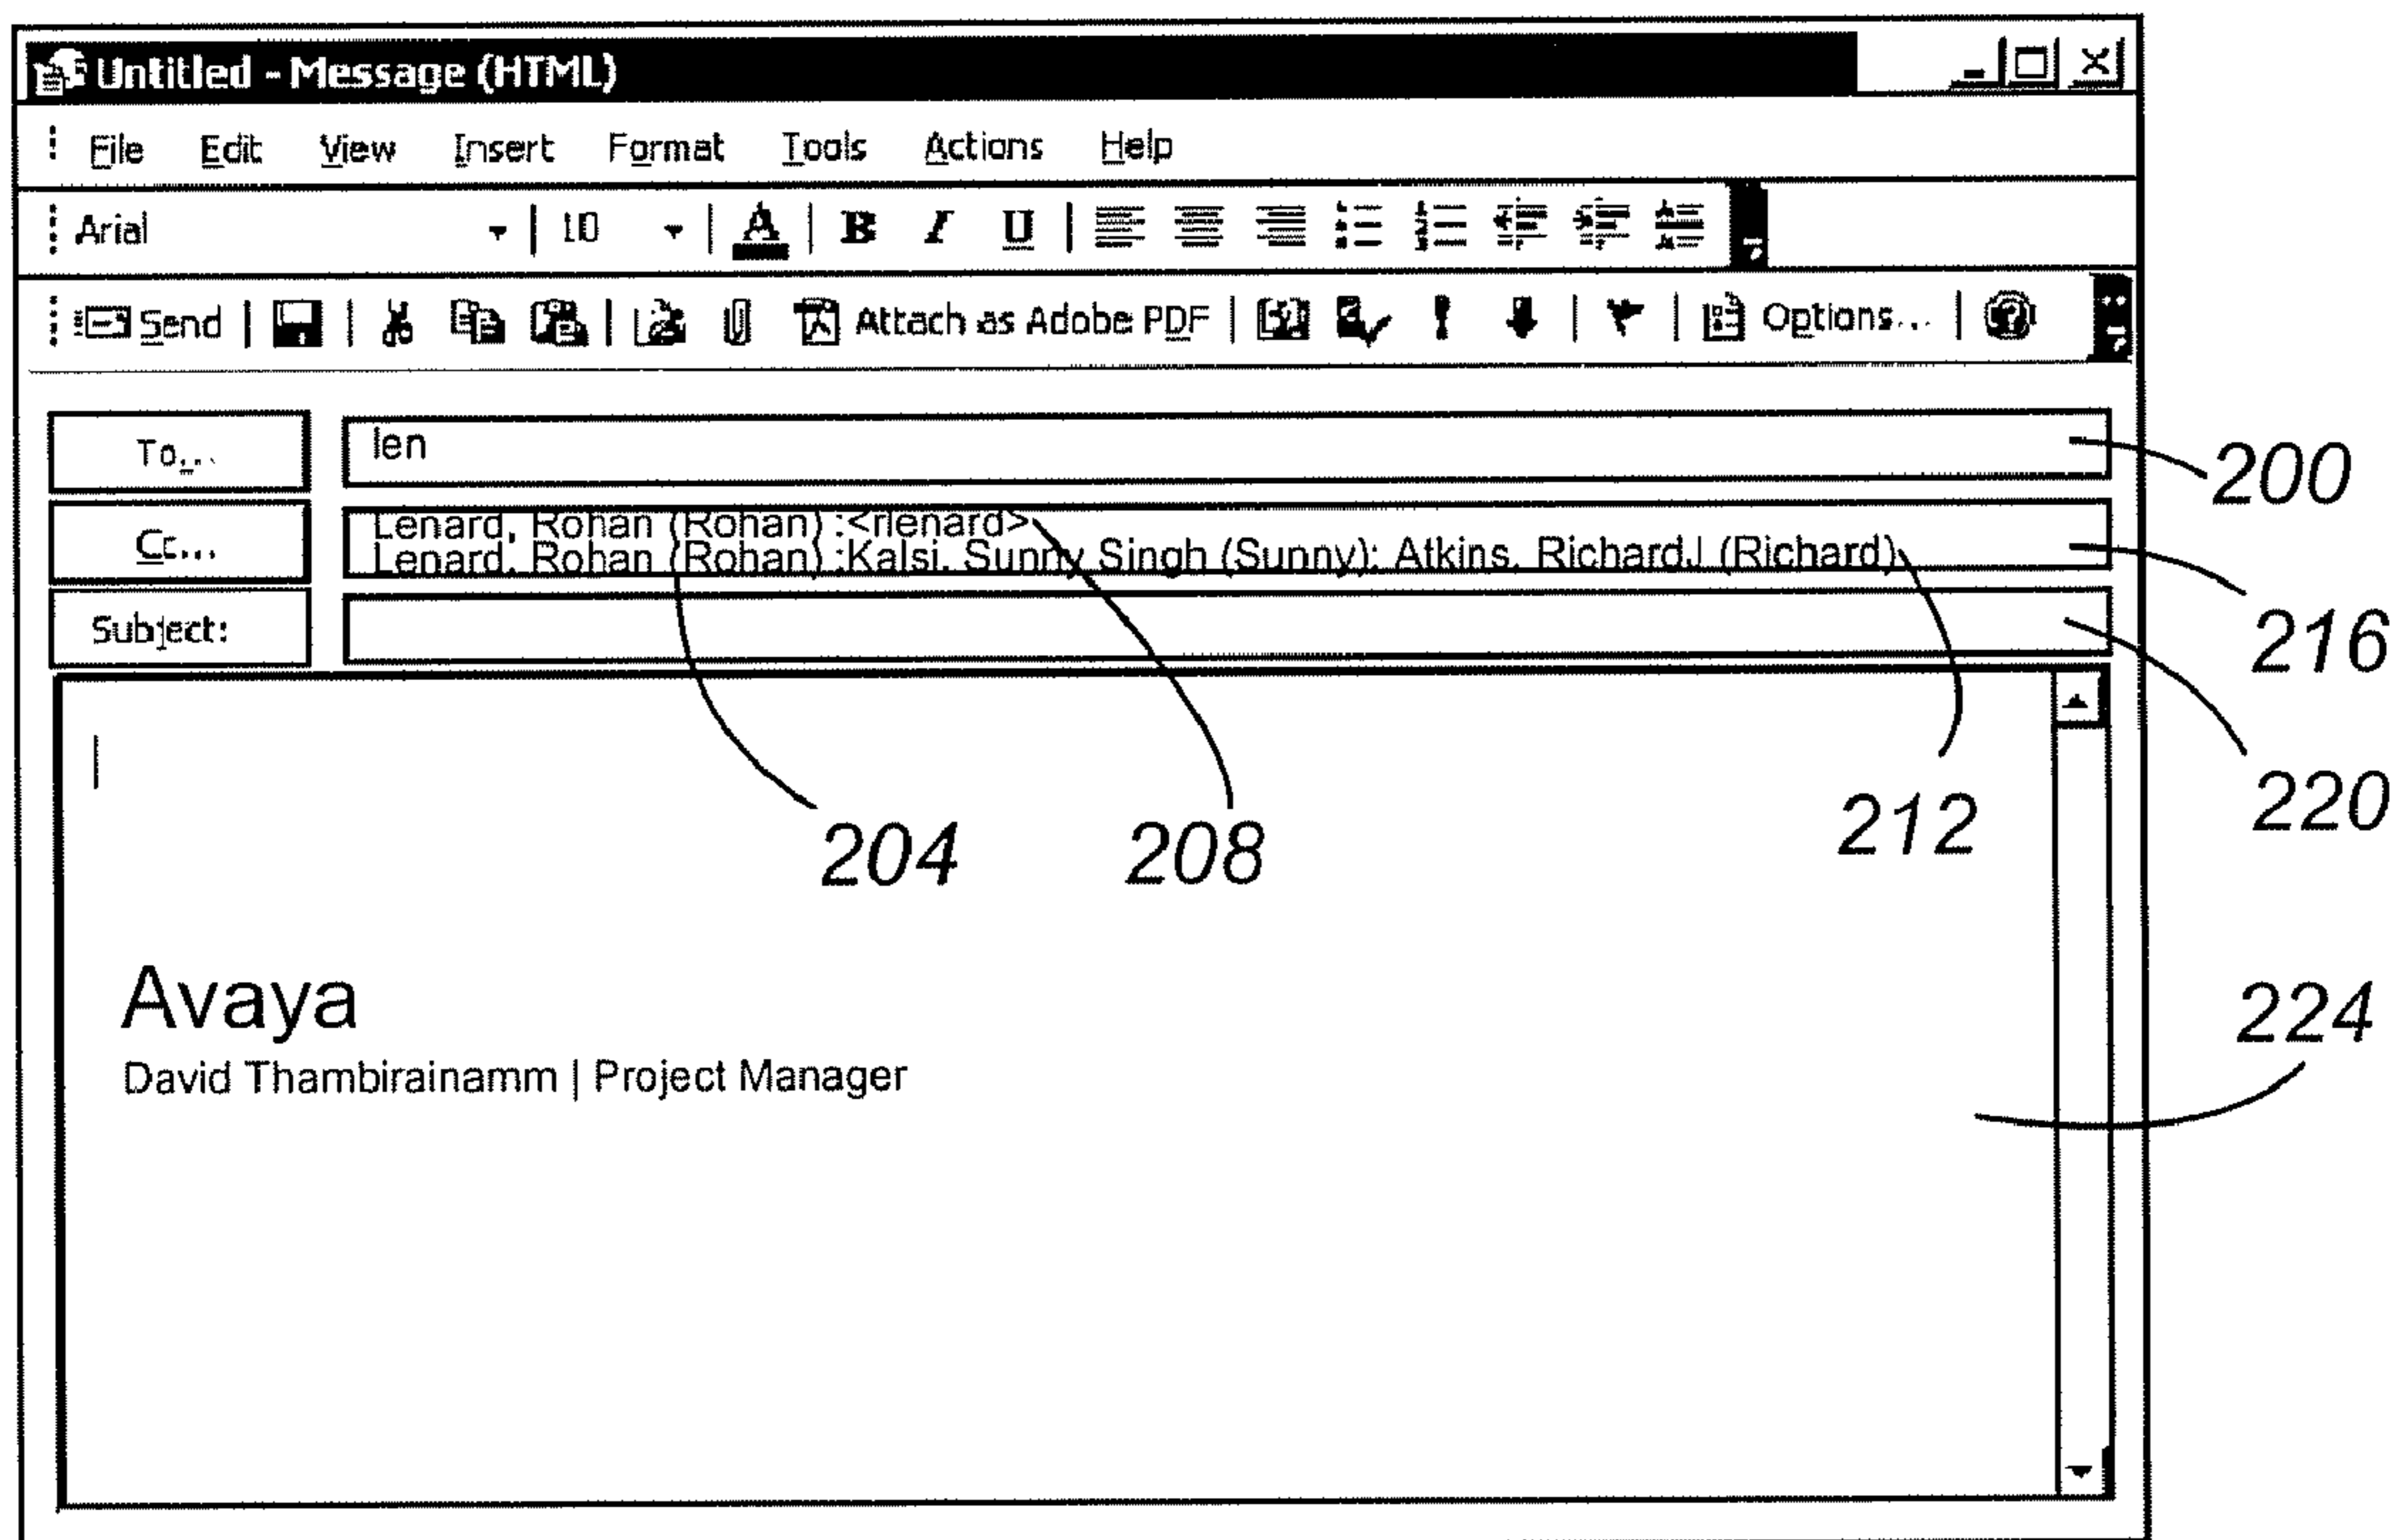 Untitled - Message (HTML)
File Edit View Insert Format Tools Actions Help
Arial 10 A B I U
Send Attach as Adobe PDF Options...
To... len
200
Cc... Lenard, Rohan (Rohan) :<rlenard>
Lenard, Rohan (Rohan) :Kalsi, Sunny Singh (Sunny); Atkins, RichardJ (Richard)
216
Subject:
220
204 208 212
Avaya
224
David Thambirainamm | Project Manager